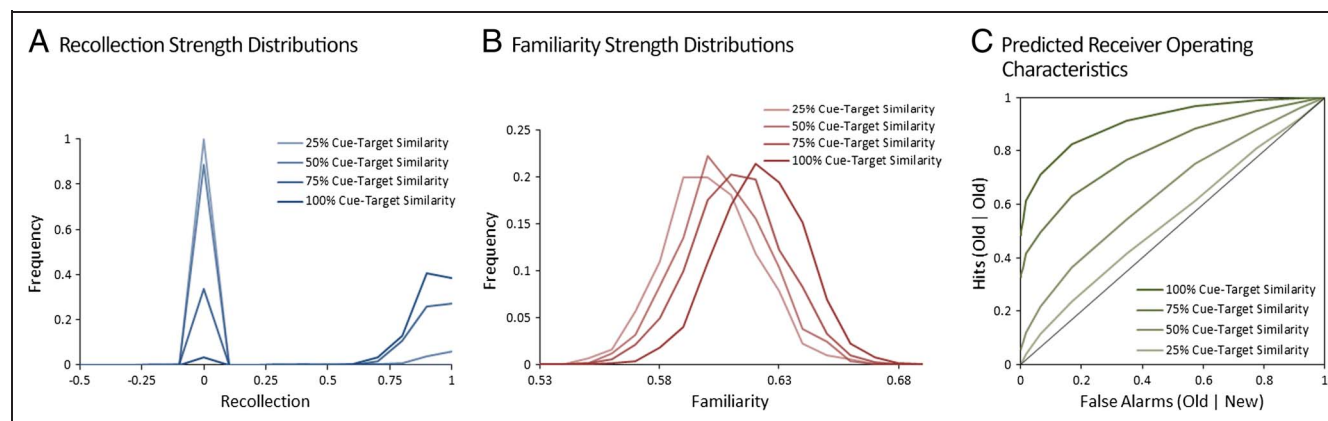 A Recollection Strength Distributions
1
0.8
0.6
0.4
0.2
0
Frequency
-0.5 -0.25 0 0.25 0.5 0.75 1
Recollection
25% Cue-Target Similarity
50% Cue-Target Similarity
75% Cue-Target Similarity
100% Cue-Target Similarity
B Familiarity Strength Distributions
0.25
0.2
0.15
0.1
0.05
0
Frequency
0.53 0.58 0.63 0.68
Familiarity
25% Cue-Target Similarity
50% Cue-Target Similarity
75% Cue-Target Similarity
100% Cue-Target Similarity
C Predicted Receiver Operating
Characteristics
1
0.8
0.6
0.4
0.2
0
Hits (Old | Old)
0 0.2 0.4 0.6 0.8 1
False Alarms (Old | New)
100% Cue-Target Similarity
75% Cue-Target Similarity
50% Cue-Target Similarity
25% Cue-Target Similarity